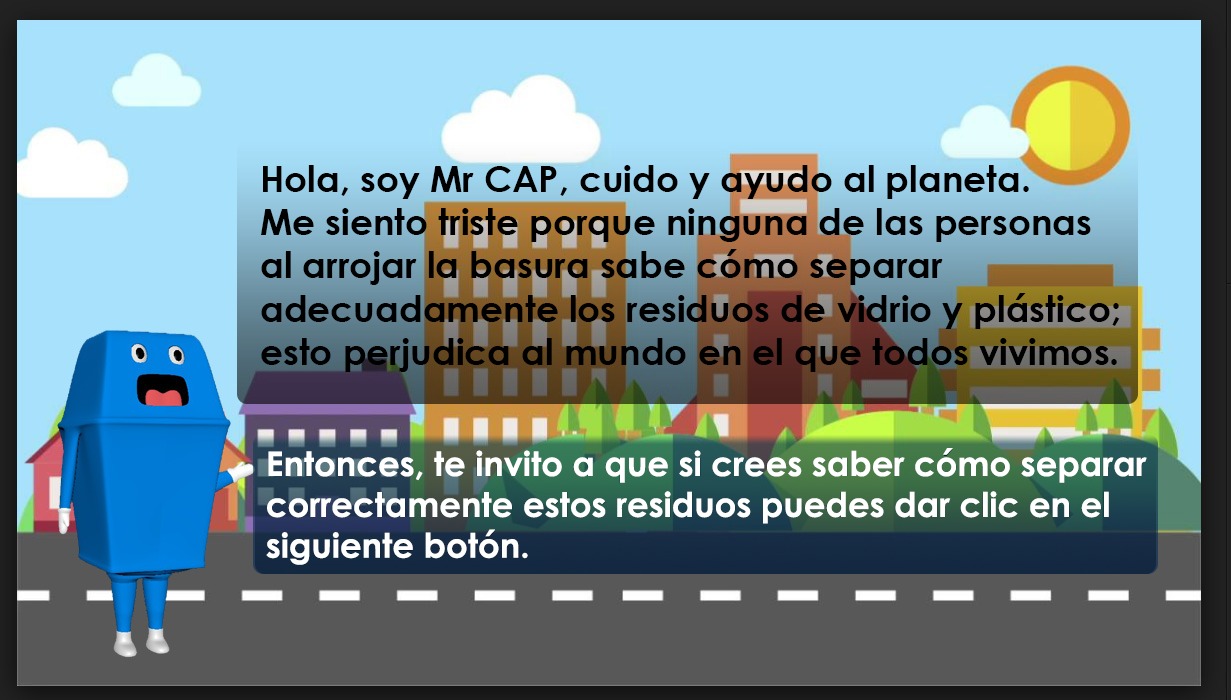 Hola, soy Mr CAP, cuido y ayudo al planeta.
Me siento triste porque ninguna de las personas
al arrojar la basura sabe cómo separar
adecuadamente los residuos de vidrio y plástico;
esto perjudica al mundo en el que todos vivimos.
Entonces, te invito a que si crees saber cómo separar
correctamente estos residuos puedes dar clic en el
siguiente botón.